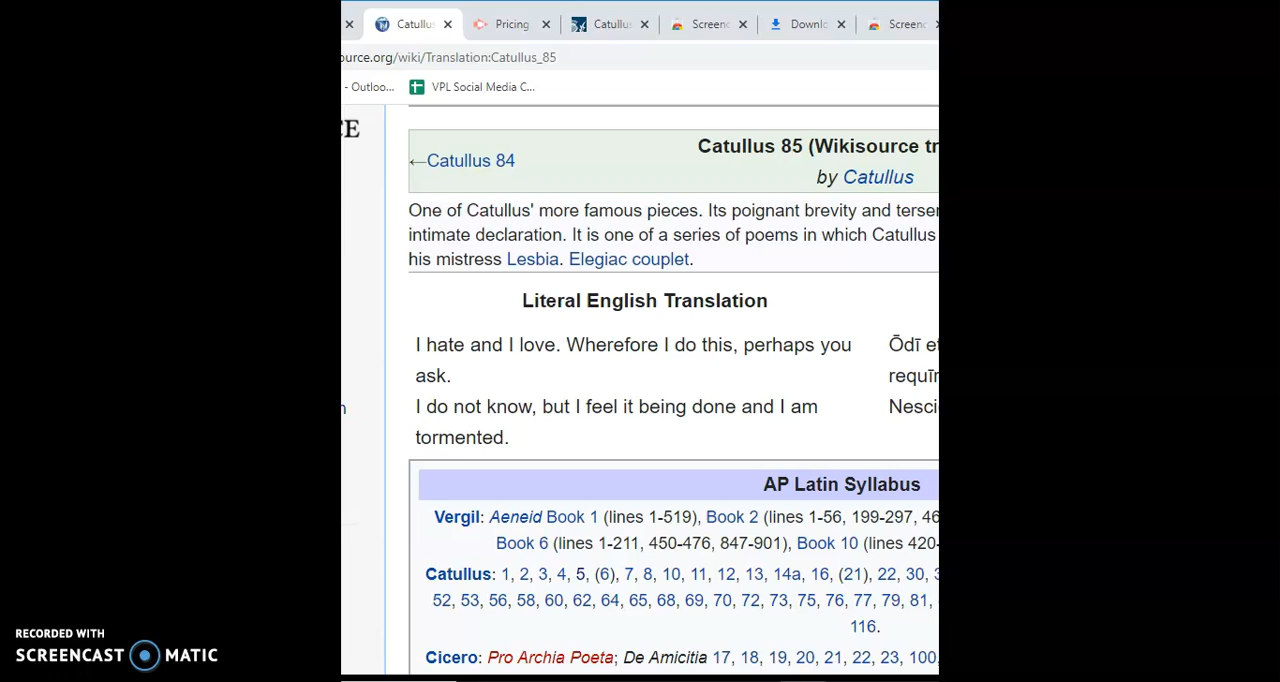 Catullu Pricing Catullu Screenc Downlo Screenc
ource.org/wiki/Translation:Catullus_85
- Outloo... VPL Social Media C...
CE
Catullus 85 (Wikisource tr
←Catullus 84
by Catullus
One of Catullus' more famous pieces. Its poignant brevity and terser
intimate declaration. It is one of a series of poems in which Catullus
his mistress Lesbia. Elegiac couplet.
Literal English Translation
I hate and I love. Wherefore I do this, perhaps you
ask.
I do not know, but I feel it being done and I am
tormented.
Ōdī et
requīr
Nesci
AP Latin Syllabus
Vergil: Aeneid Book 1 (lines 1-519), Book 2 (lines 1-56, 199-297, 46
Book 6 (lines 1-211, 450-476, 847-901), Book 10 (lines 420-
Catullus: 1, 2, 3, 4, 5, (6), 7, 8, 10, 11, 12, 13, 14a, 16, (21), 22, 30,
52, 53, 56, 58, 60, 62, 64, 65, 68, 69, 70, 72, 73, 75, 76, 77, 79, 81,
116.
Cicero: Pro Archia Poeta; De Amicitia 17, 18, 19, 20, 21, 22, 23, 100,
RECORDED WITH
SCREENCAST MATIC